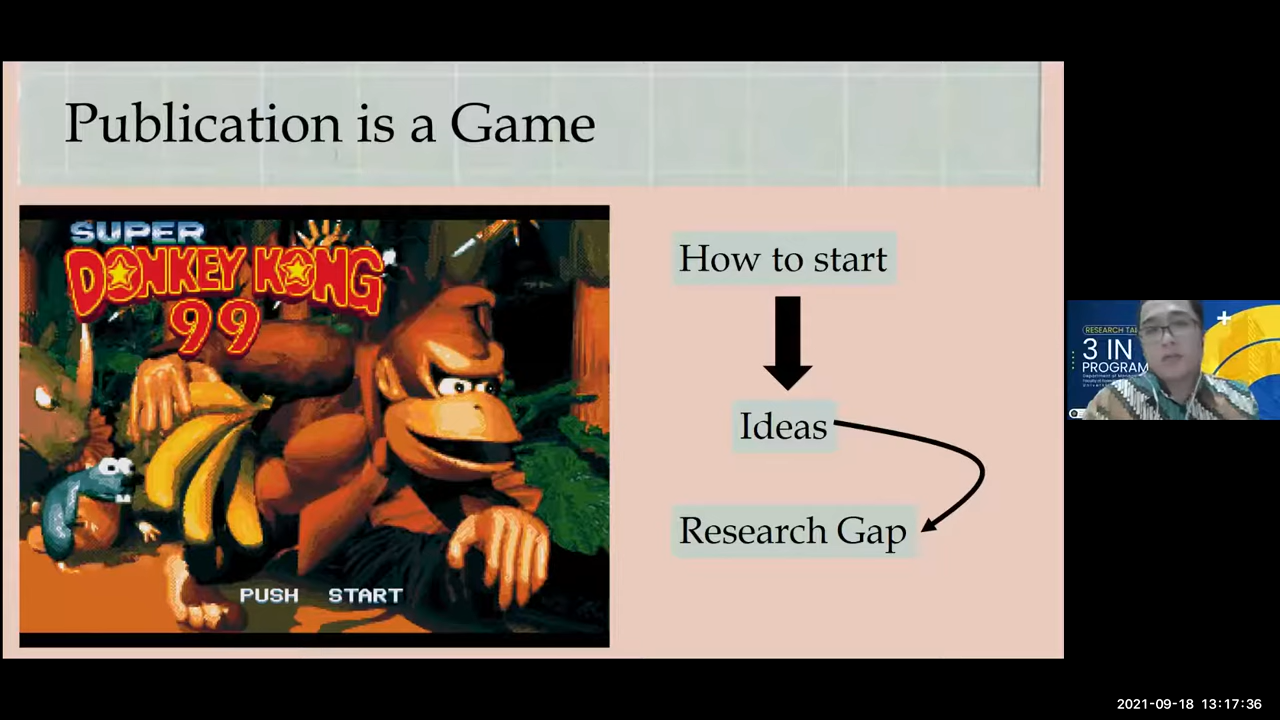 Publication is a Game
SUPER
DONKEY KONG
99
PUSH START
How to start
Ideas
Research Gap
RESEARCH TA
3 IN
PROGRAM
2021-09-18 13:17:36